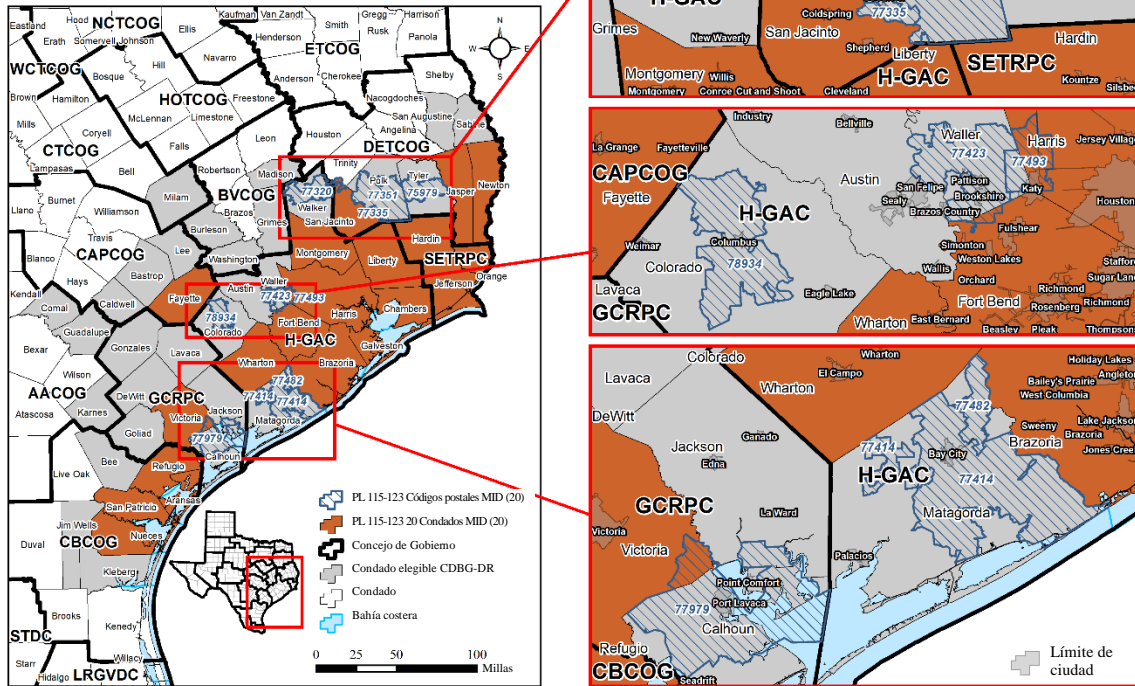 NCTCOG
Hood
Johnson
Ellis
Kaufman
Van Zandt
Smith
Gregg
Harrison
Eastland
Erath
Somervell
Navarro
Henderson
Rusk
Panola
ETCOG
WCTCOG
Bosque
Hill
Anderson
Cherokee
Shelby
Brown
Hamilton
HOTCOG
Freestone
Nacogdoches
McLennan
Limestone
San Augustine
Mills
Coryell
Leon
Houston
Angelina
Sabine
CTCOG
Falls
DETCOG
Lampasas
Bell
Robertson
Madison
Trinity
Polk
Tyler
Milam
BVCOG
77320
77351
75979
Jasper
Newton
Llano
Burnet
Williamson
Brazos
Walker
77335
Burleson
Grimes
San Jacinto
Travis
Hardin
CAPCOG
Lee
Washington
Montgomery
Liberty
SETRPC
Blanco
Bastrop
Orange
Hays
Austin
Waller
Jefferson
Kendall
Fayette
77423
77493
Comal
Caldwell
Harris
Chambers
78934
Guadalupe
Colorado
Fort Bend
H-GAC
Galveston
Bexar
Gonzales
Lavaca
Wharton
Brazoria
Wilson
77482
AACOG
DeWitt
77414
77414
Atascosa
Karnes
GCRPC
Jackson
Matagorda
Victoria
Goliad
77979
Bee
Calhoun
Live Oak
Refugio
Aransas
San Patricio
Jim Wells
Nueces
Duval
CBCOG
Kleberg
Brooks
Kenedy
STDC
Starr
Willacy
Hidalgo
LRGVDC
N
W
E
S
PL 115-123 Códigos postales MID (20)
PL 115-123 20 Condados MID (20)
Concejo de Gobierno
Condado elegible CDBG-DR
Condado
Bahía costera
0 50 100
Millas
H-GAC
Coldspring
77335
Grimes
New Waverly
San Jacinto
Hardin
Shepherd
Liberty
Montgomery
Willis
H-GAC
SETRPC
Kountze
Montgomery
Conroe
Cut and Shoot
Cleveland
Silsbee
Industry
Bellville
Waller
La Grange
Fayetteville
77423
Harris
Jersey Village
CAPCOG
Austin
77493
Fayette
San Felipe
Pattison
Katy
H-GAC
Sealy
Brookshire
Houston
Brazos Country
Weimar
Columbus
Fulshear
Simonton
Colorado
78934
Wallis
Weston Lakes
Stafford
Orchard
Sugar Land
Lavaca
Eagle Lake
Fort Bend
Richmond
GCRPC
Rosenberg
Richmond
Wharton
East Bernard
Beasley
Pleak
Thompsons
Colorado
Wharton
Holiday Lakes
Lavaca
El Campo
Angleton
Wharton
Bailey's Prairie
DeWitt
77482
West Columbia
Jackson
Sweeny
Lake Jackson
Ganado
77414
Bay City
Brazoria
Brazoria
Edna
H-GAC
Jones Creek
77414
GCRPC
La Ward
Matagorda
Victoria
Victoria
Palacios
Point Comfort
77979
Port Lavaca
Calhoun
Refugio
CBCOG
Seadrift
Límite de
ciudad